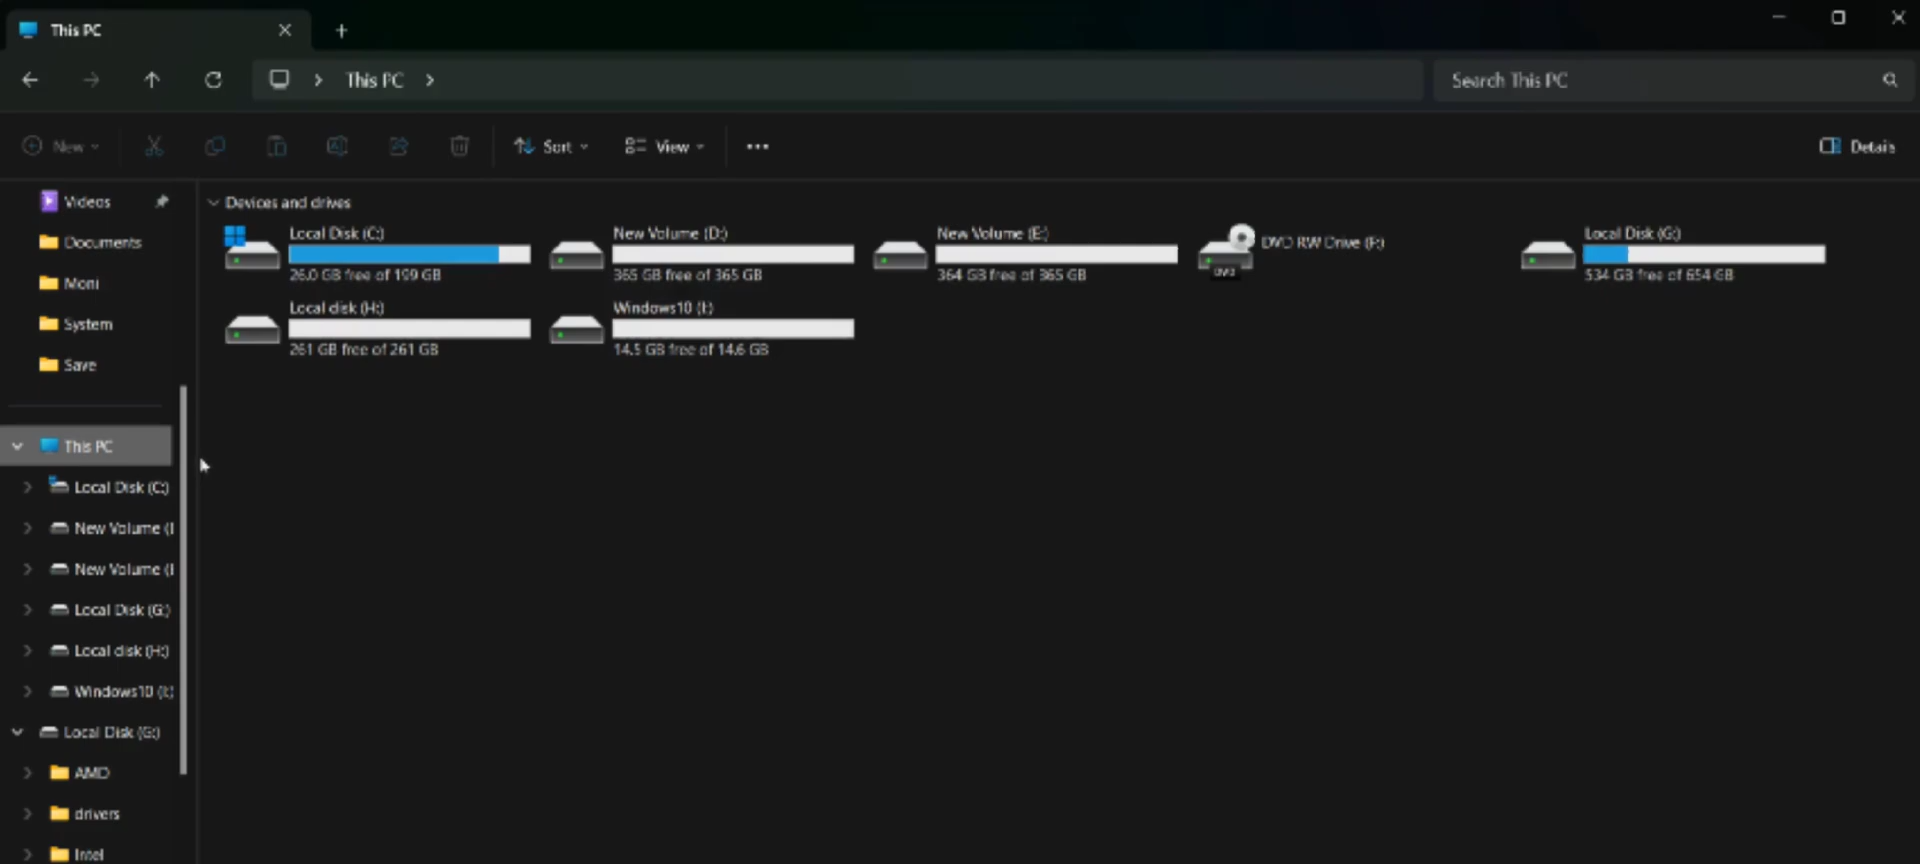 This PC
This PC
Search This PC
New
Sort
View
Details
Videos
Documents
Moni
System
Save
This PC
Local Disk (C:)
New Volume (
New Volume (
Local Disk (G:)
Local disk (H:)
Windows10 (I:)
Local Disk (G:)
AMD
drivers
Intel
Devices and drives
Local Disk (C:)
26.0 GB free of 199 GB
New Volume (D:)
365 GB free of 365 GB
New Volume (E:)
364 GB free of 365 GB
DVD RW Drive (F:)
DVD
Local Disk (G:)
534 GB free of 654 GB
Local disk (H:)
261 GB free of 261 GB
Windows10 (I:)
14.5 GB free of 14.6 GB